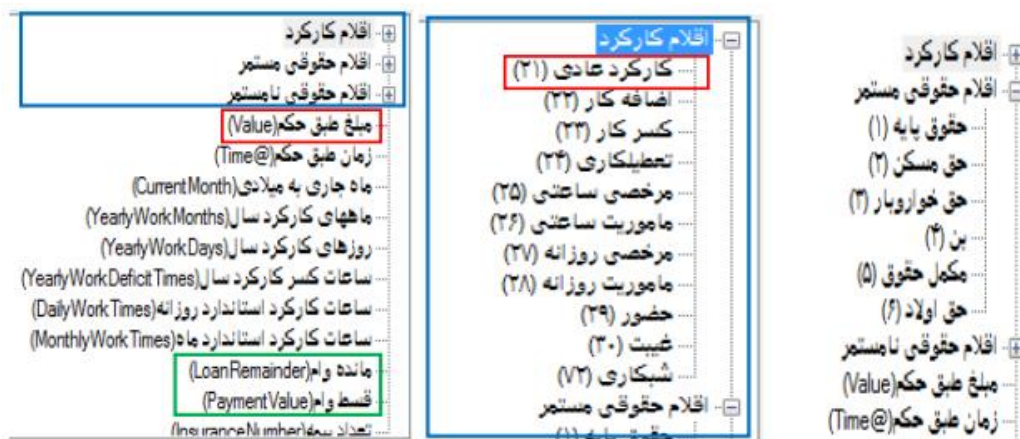 اقلام کارکرد
اقلام حقوقی مستمر
حقوق پایه (۱)
حق مسکن (۲)
حق خواروبار (۳)
بن (۴)
مکمل حقوق (۵)
حق اولاد (۶)
اقلام حقوقی نامستمر
مبلغ طبق حکم(Value)
زمان طبق حکم(@Time)
اقلام کارکرد
کارکرد عادی (۲۱)
اضافه کار (۲۲)
کسر کار (۲۳)
تعطیلکاری (۲۴)
مرخصی ساعتی (۲۵)
ماموریت ساعتی (۲۶)
مرخصی روزانه (۲۷)
ماموریت روزانه (۲۸)
حضور (۲۹)
غیبت (۳۰)
شبکاری (۷۲)
اقلام حقوقی مستمر
حقوق پایه (۱)
اقلام کارکرد
اقلام حقوقی مستمر
اقلام حقوقی نامستمر
مبلغ طبق حکم(Value)
زمان طبق حکم(@Time)
ماه جاری به میلادی(CurrentMonth)
ماههای کارکرد سال(YearlyWorkMonths)
روزهای کارکرد سال(YearlyWorkDays)
ساعات کسر کارکرد سال(YearlyWorkDeficitTimes)
ساعات کارکرد استاندارد روزانه(DailyWorkTimes)
ساعات کارکرد استاندارد ماه(MonthlyWorkTimes)
مانده وام(LoanRemainder)
قسط وام(PaymentValue)
تعداد بیمه(InsuranceNumber)